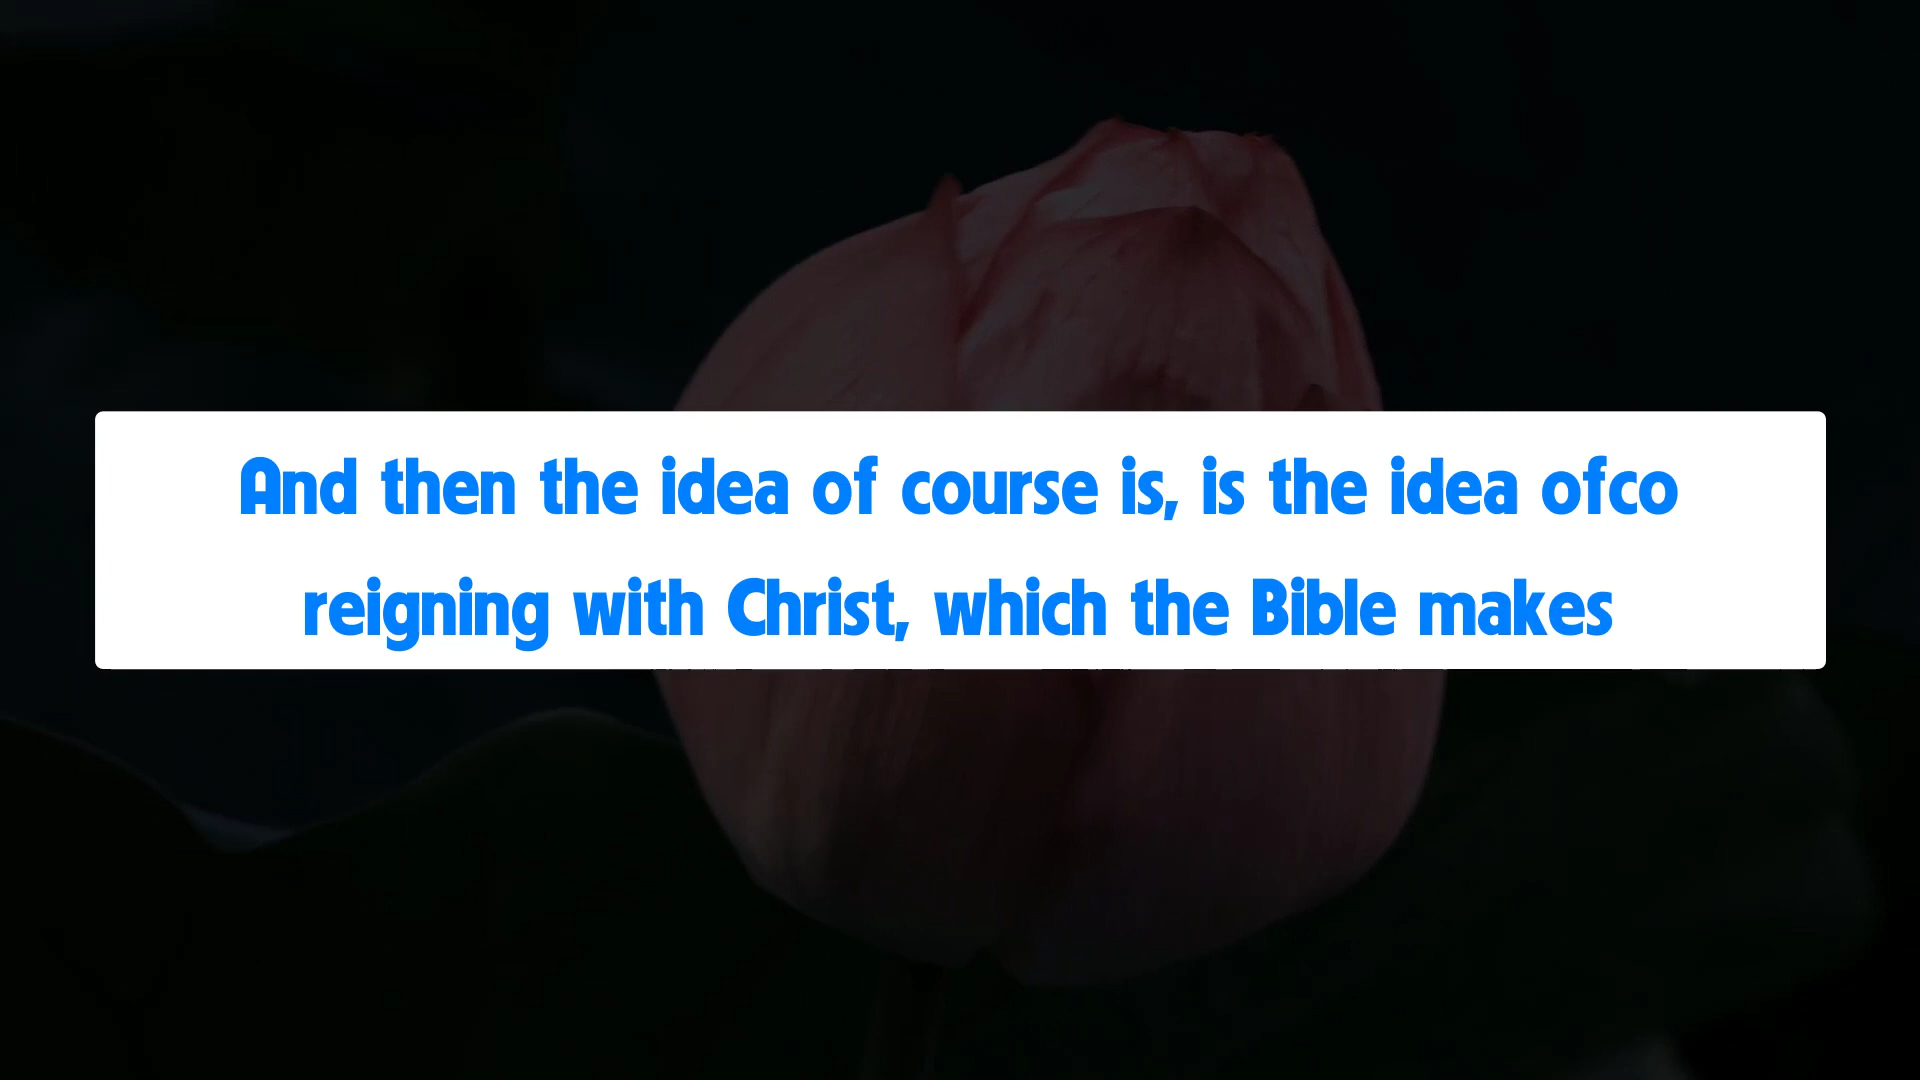 And then the idea of course is, is the idea ofco
reigning with Christ, which the Bible makes